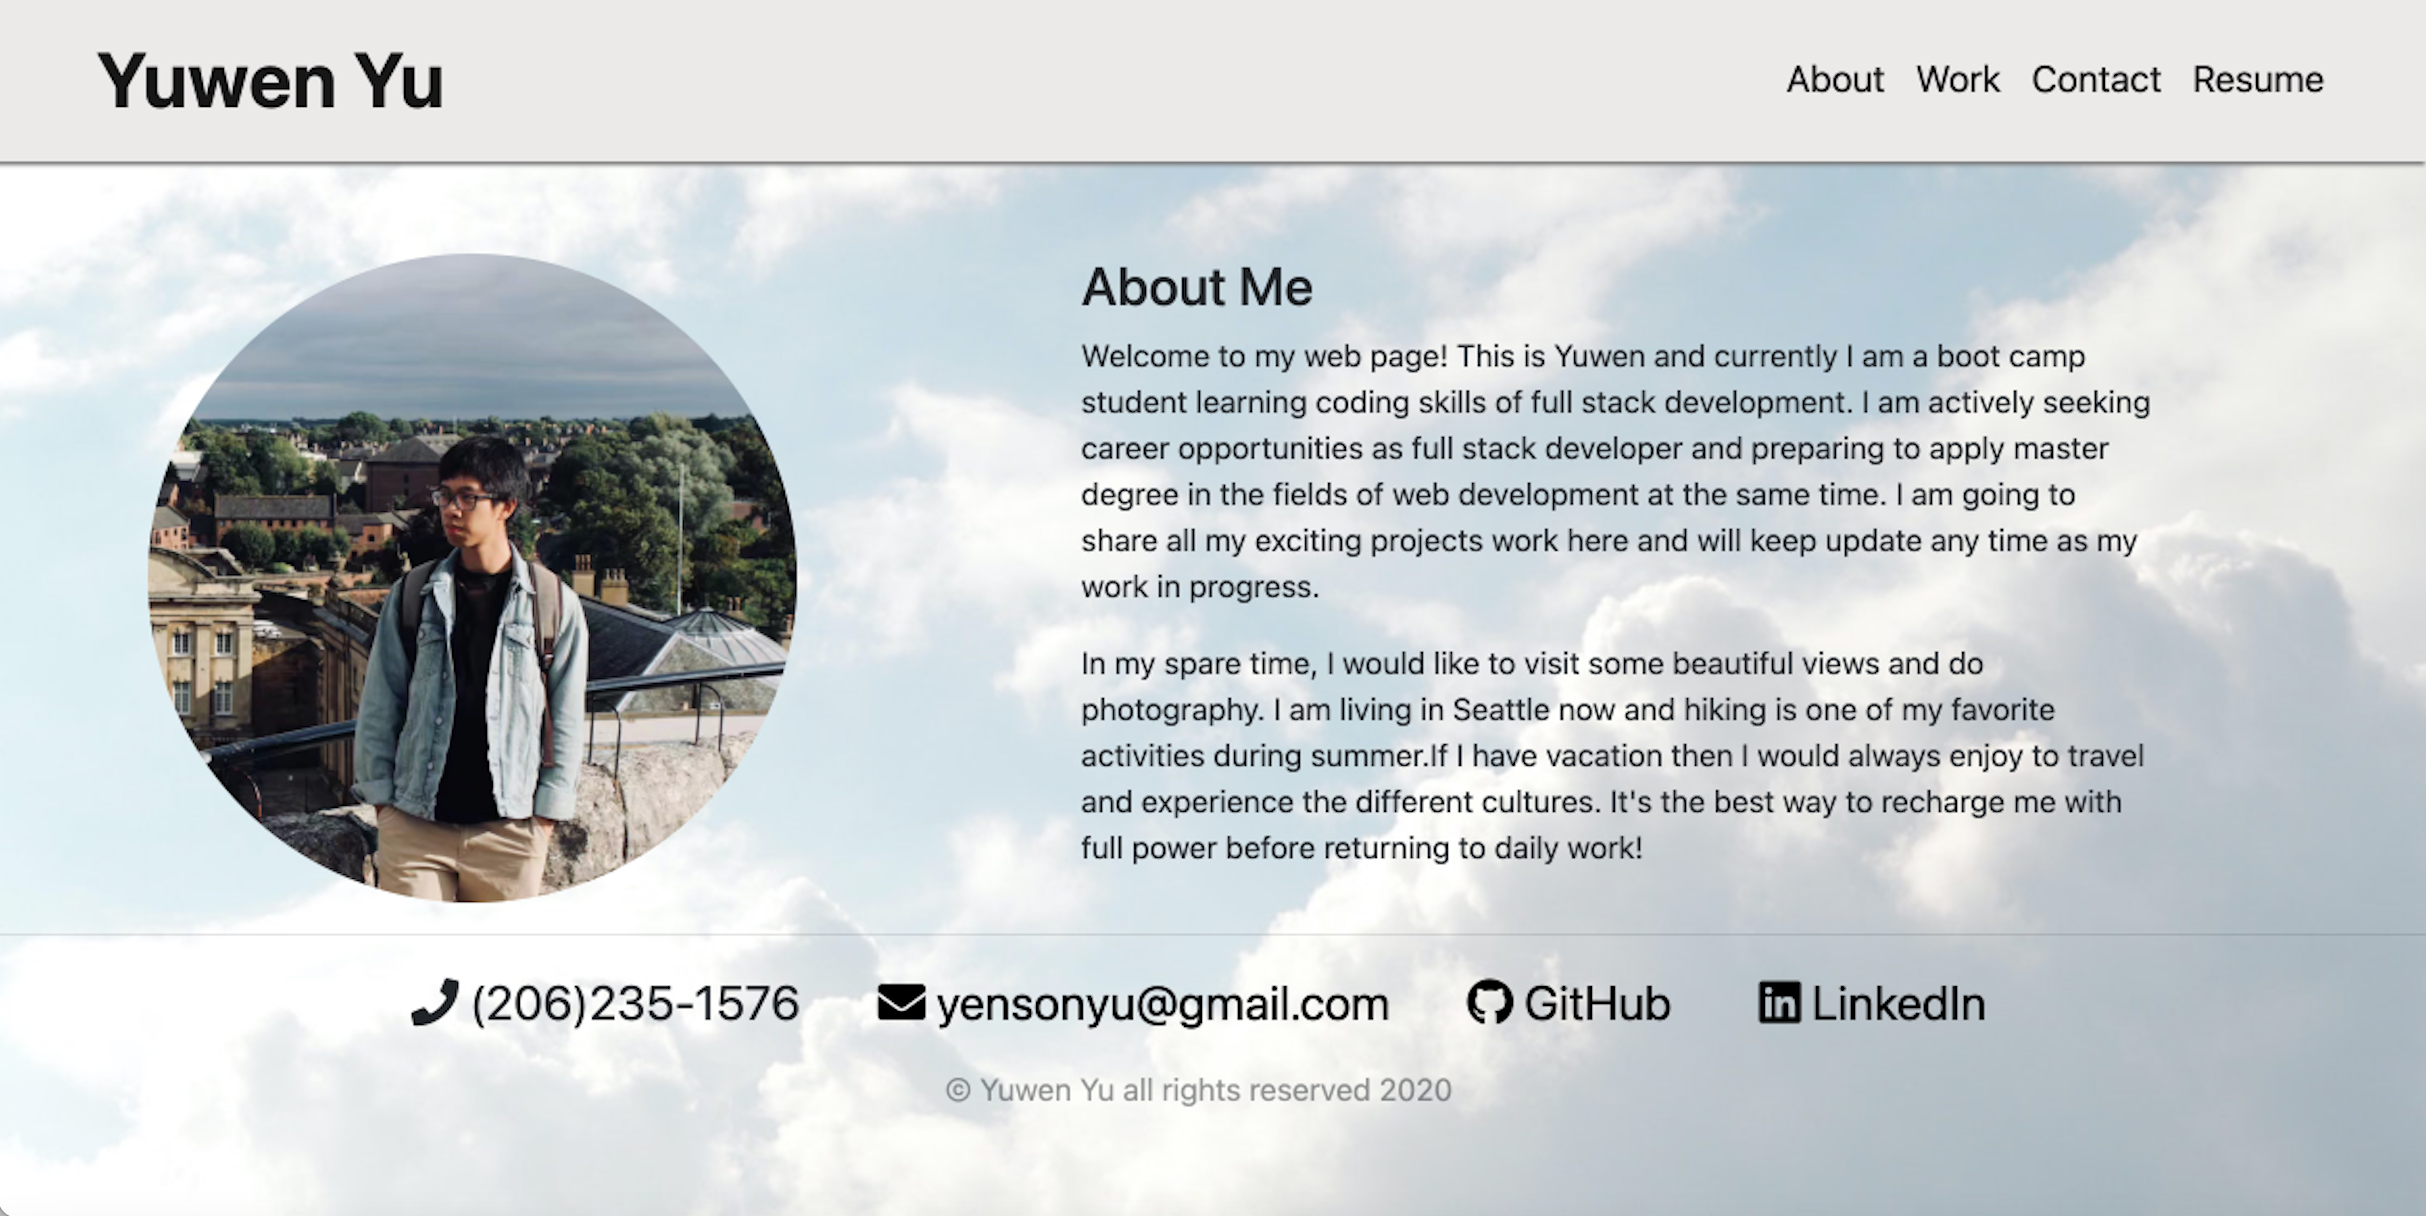 Yuwen Yu
About Work Contact Resume
About Me
Welcome to my web page! This is Yuwen and currently I am a boot camp
student learning coding skills of full stack development. I am actively seeking
career opportunities as full stack developer and preparing to apply master
degree in the fields of web development at the same time. I am going to
share all my exciting projects work here and will keep update any time as my
work in progress.
In my spare time, I would like to visit some beautiful views and do
photography. I am living in Seattle now and hiking is one of my favorite
activities during summer.If I have vacation then I would always enjoy to travel
and experience the different cultures. It's the best way to recharge me with
full power before returning to daily work!
(206)235-1576 yensonyu@gmail.com GitHub in LinkedIn
© Yuwen Yu all rights reserved 2020